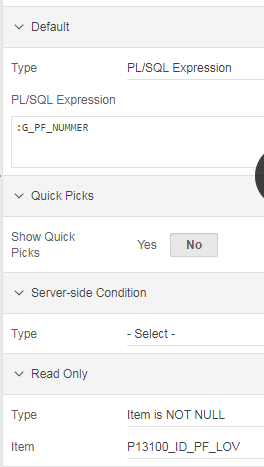 Default
Type PL/SQL Expression
PL/SQL Expression
:G_PF_NUMMER
Quick Picks
Show Quick Yes No
Picks
Server-side Condition
Type - Select -
Read Only
Type Item is NOT NULL
Item P13100_ID_PF_LOV